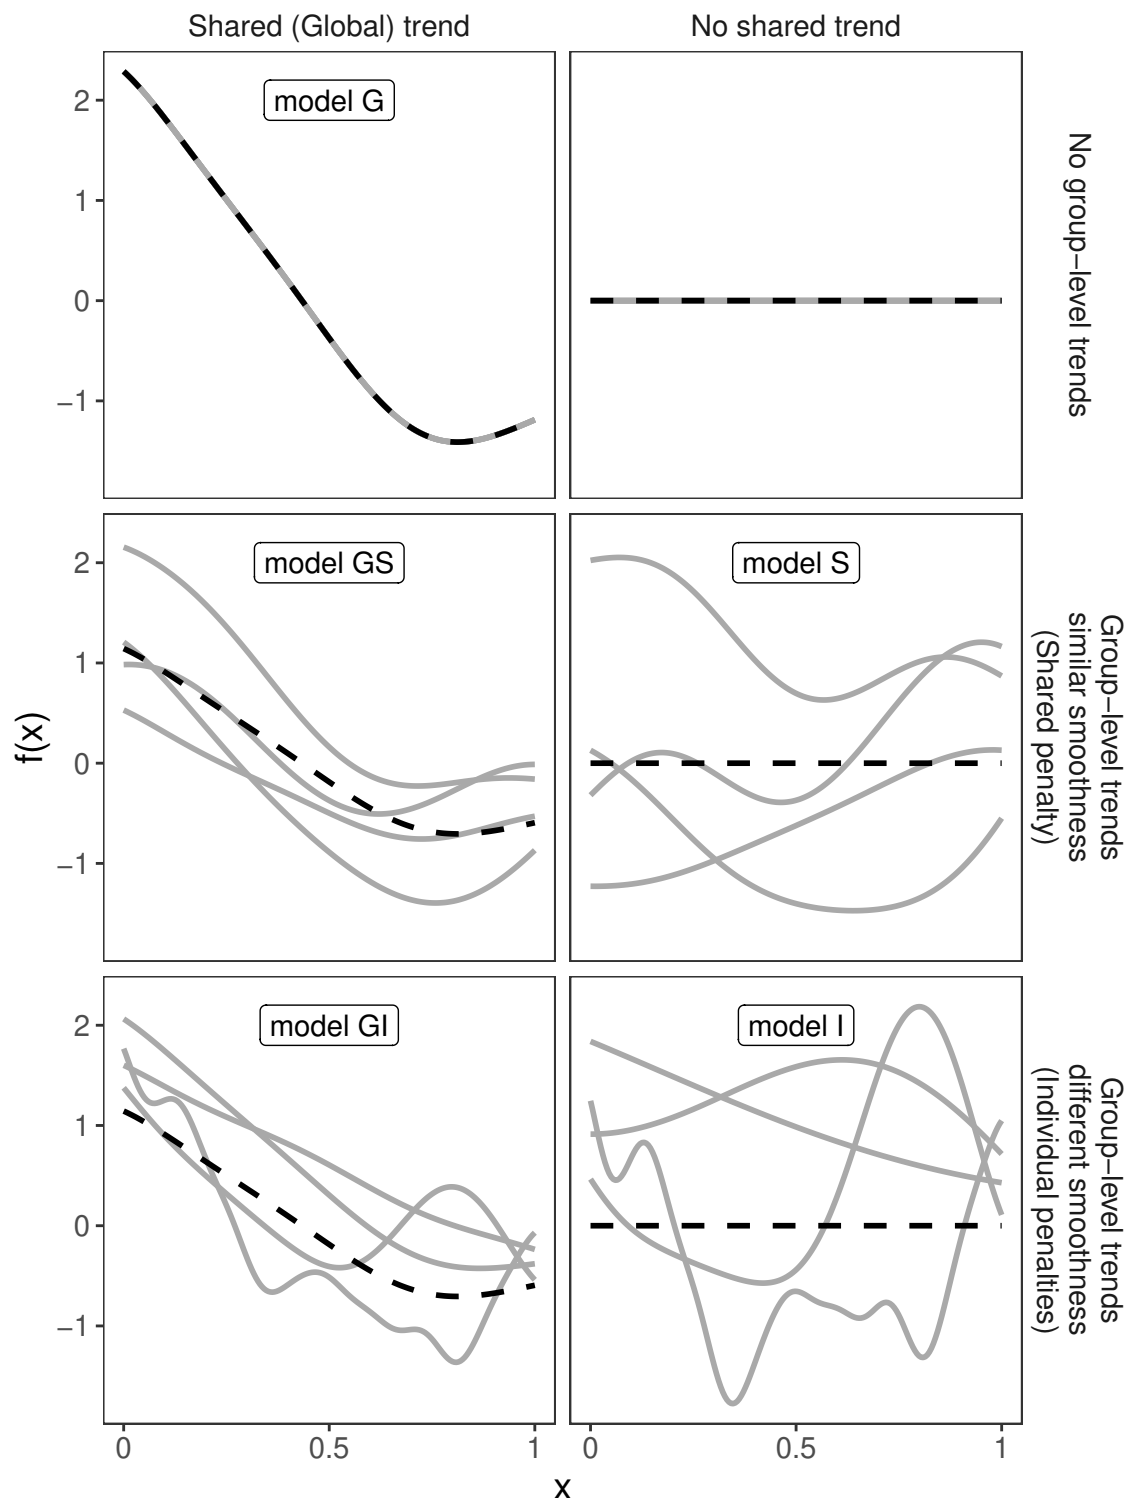 Shared (Global) trend
No shared trend
model G
2
1
0
−1
No group−level trends
model GS
model S
2
1
0
−1
Group−level trends
similar smoothness
(Shared penalty)
f(x)
model GI
model I
2
1
0
−1
Group−level trends
different smoothness
(Individual penalties)
0
0.5
1
0
0.5
1
x